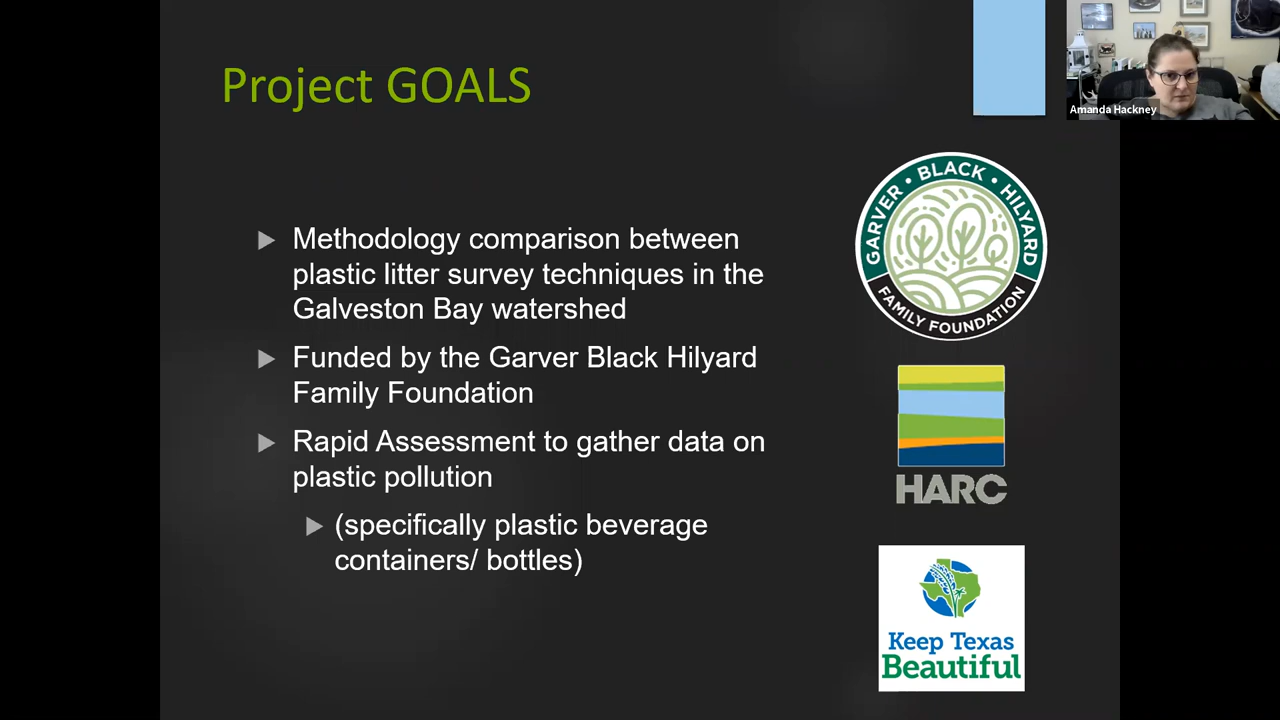 Project GOALS
Amanda Hackney
Methodology comparison between
plastic litter survey techniques in the
Galveston Bay watershed
Funded by the Garver Black Hilyard
Family Foundation
Rapid Assessment to gather data on
plastic pollution
(specifically plastic beverage
containers/ bottles)
GARVER • BLACK • HILYARD
FAMILY FOUNDATION
HARC
Keep Texas
Beautiful